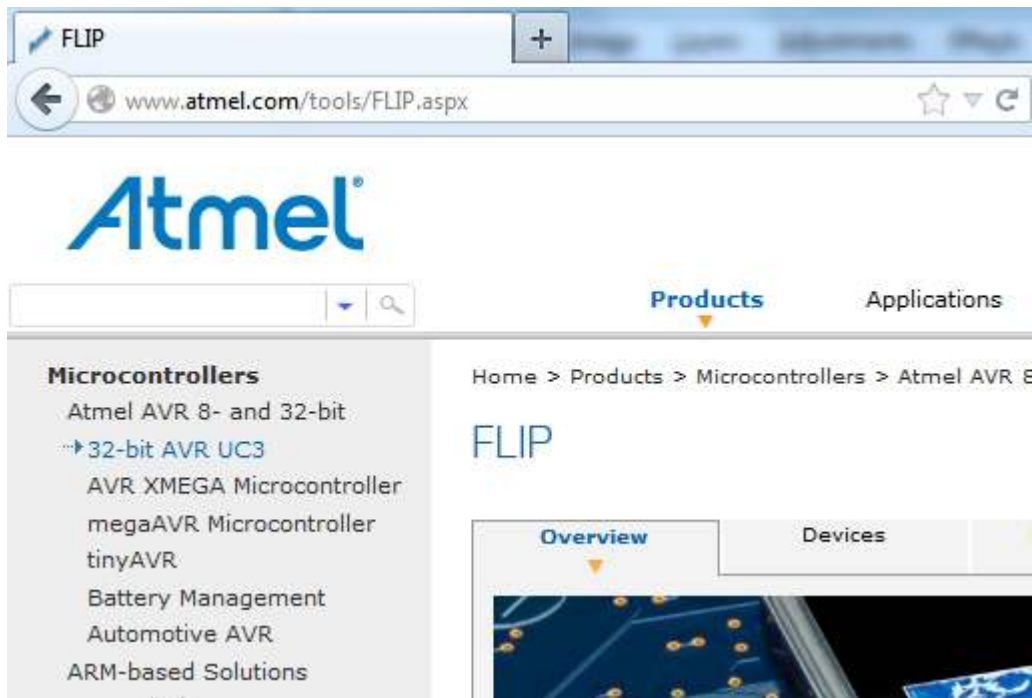 FLIP
www.atmel.com/tools/FLIP.aspx
Atmel®
Products Applications
Microcontrollers
Atmel AVR 8- and 32-bit
32-bit AVR UC3
AVR XMEGA Microcontroller
megaAVR Microcontroller
tinyAVR
Battery Management
Automotive AVR
ARM-based Solutions
Home > Products > Microcontrollers > Atmel AVR 8
FLIP
Overview Devices